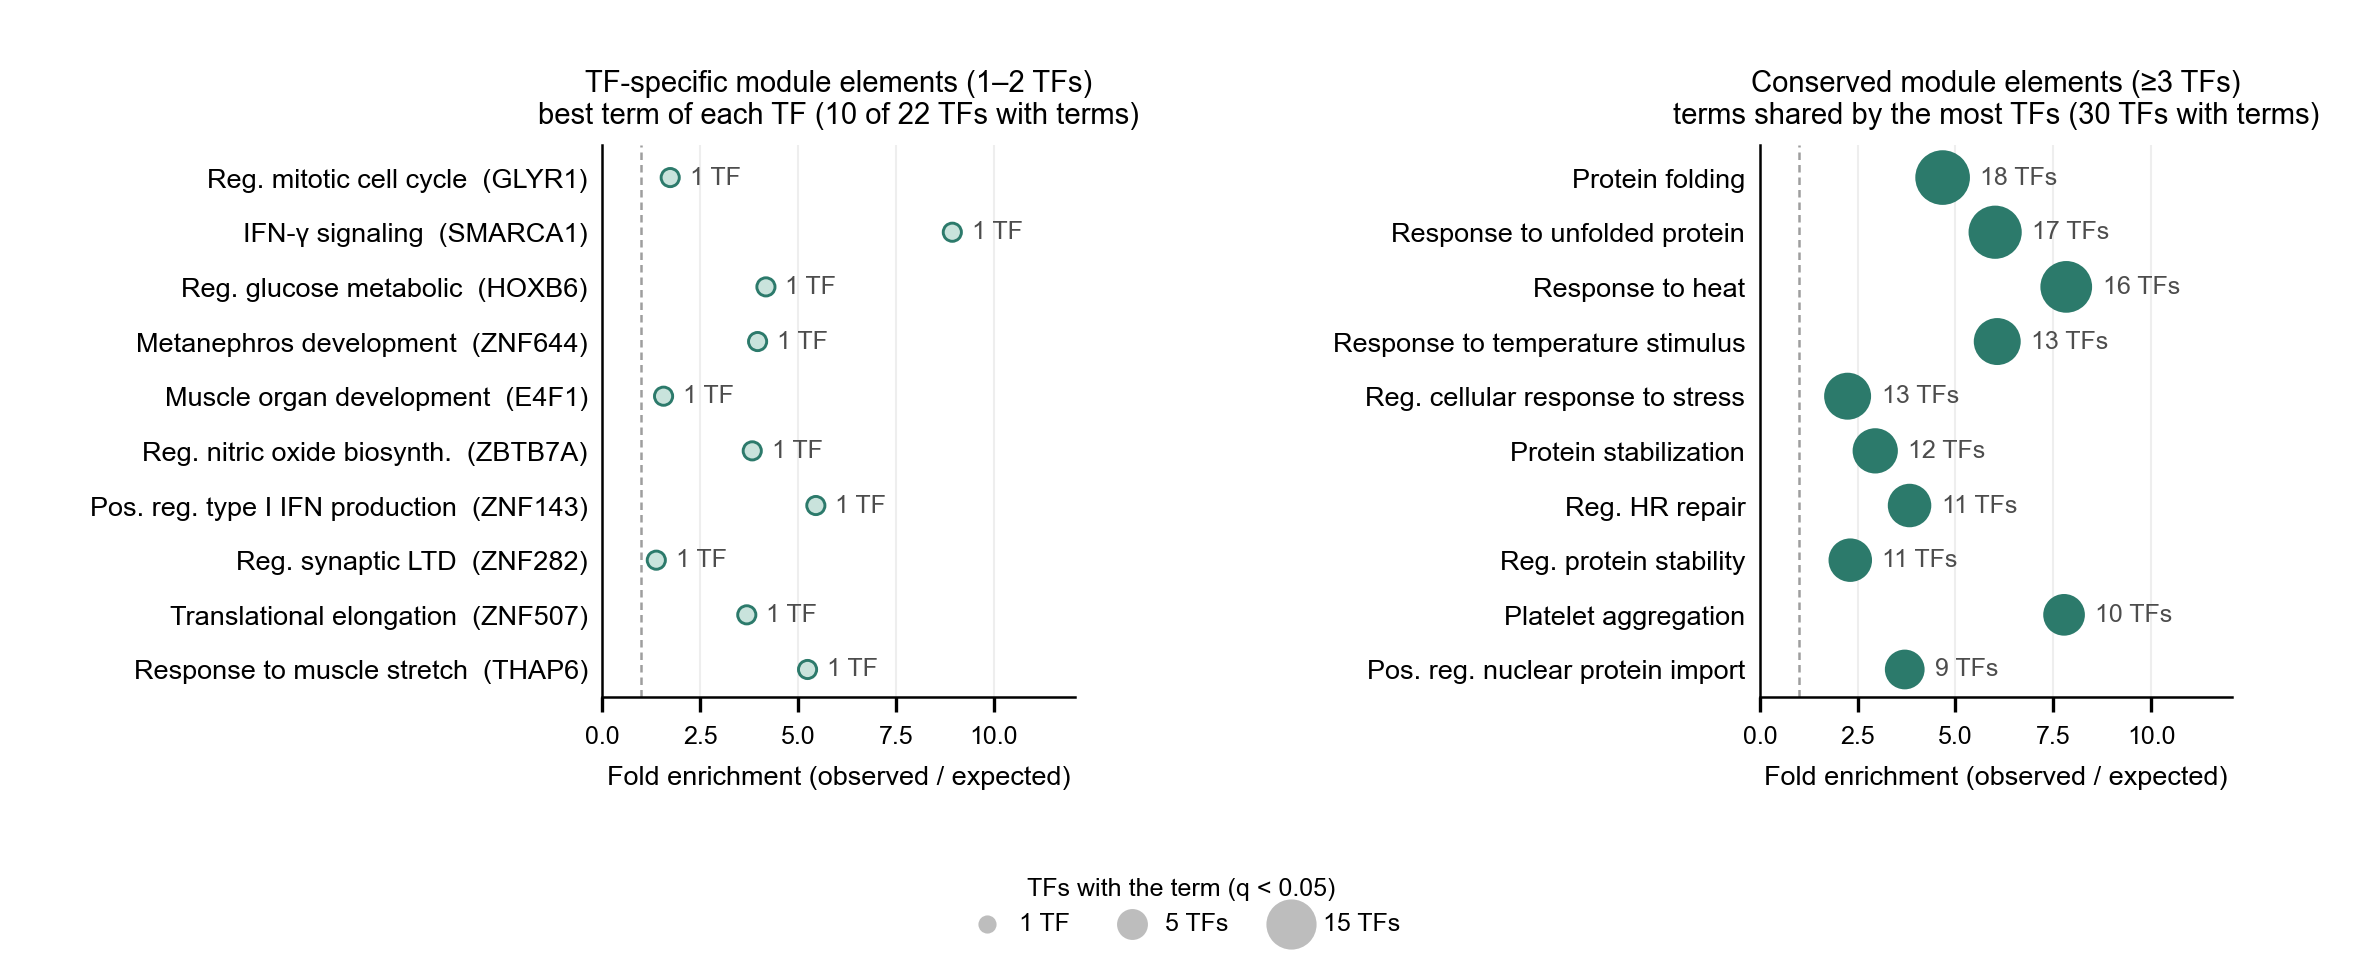 TF-specific module elements (1–2 TFs)
best term of each TF (10 of 22 TFs with terms)
Reg. mitotic cell cycle (GLYR1)
1 TF
IFN-γ signaling (SMARCA1)
1 TF
Reg. glucose metabolic (HOXB6)
1 TF
Metanephros development (ZNF644)
1 TF
Muscle organ development (E4F1)
1 TF
Reg. nitric oxide biosynth. (ZBTB7A)
1 TF
Pos. reg. type I IFN production (ZNF143)
1 TF
Reg. synaptic LTD (ZNF282)
1 TF
Translational elongation (ZNF507)
1 TF
Response to muscle stretch (THAP6)
1 TF
0.0 2.5 5.0 7.5 10.0
Fold enrichment (observed / expected)
Conserved module elements (≥3 TFs)
terms shared by the most TFs (30 TFs with terms)
Protein folding
18 TFs
Response to unfolded protein
17 TFs
Response to heat
16 TFs
Response to temperature stimulus
13 TFs
Reg. cellular response to stress
13 TFs
Protein stabilization
12 TFs
Reg. HR repair
11 TFs
Reg. protein stability
11 TFs
Platelet aggregation
10 TFs
Pos. reg. nuclear protein import
9 TFs
0.0 2.5 5.0 7.5 10.0
Fold enrichment (observed / expected)
TFs with the term (q < 0.05)
1 TF 5 TFs 15 TFs